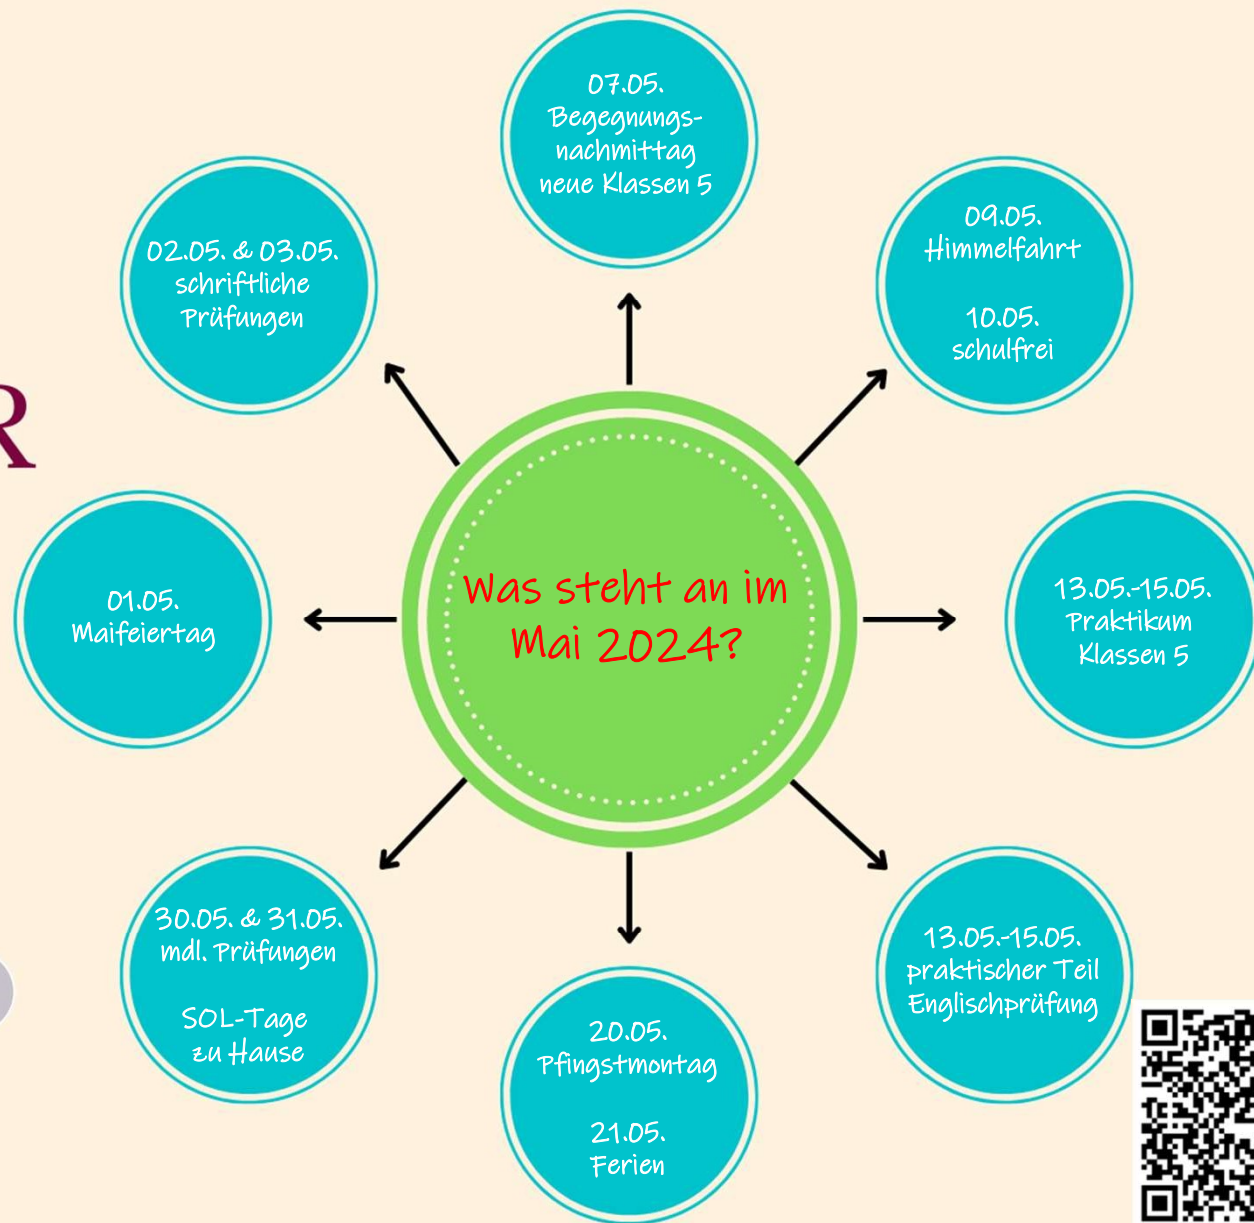 Was steht an im
Mai 2024?
07.05.
Begegnungs-
nachmittag
neue Klassen 5
09.05.
Himmelfahrt
10.05.
schulfrei
13.05.-15.05.
Praktikum
Klassen 5
13.05.-15.05.
praktischer Teil
Englischprüfung
20.05.
Pfingstmontag
21.05.
Ferien
30.05. & 31.05.
mdl. Prüfungen
SOL-Tage
zu Hause
01.05.
Maifeiertag
02.05. & 03.05.
schriftliche
Prüfungen
R